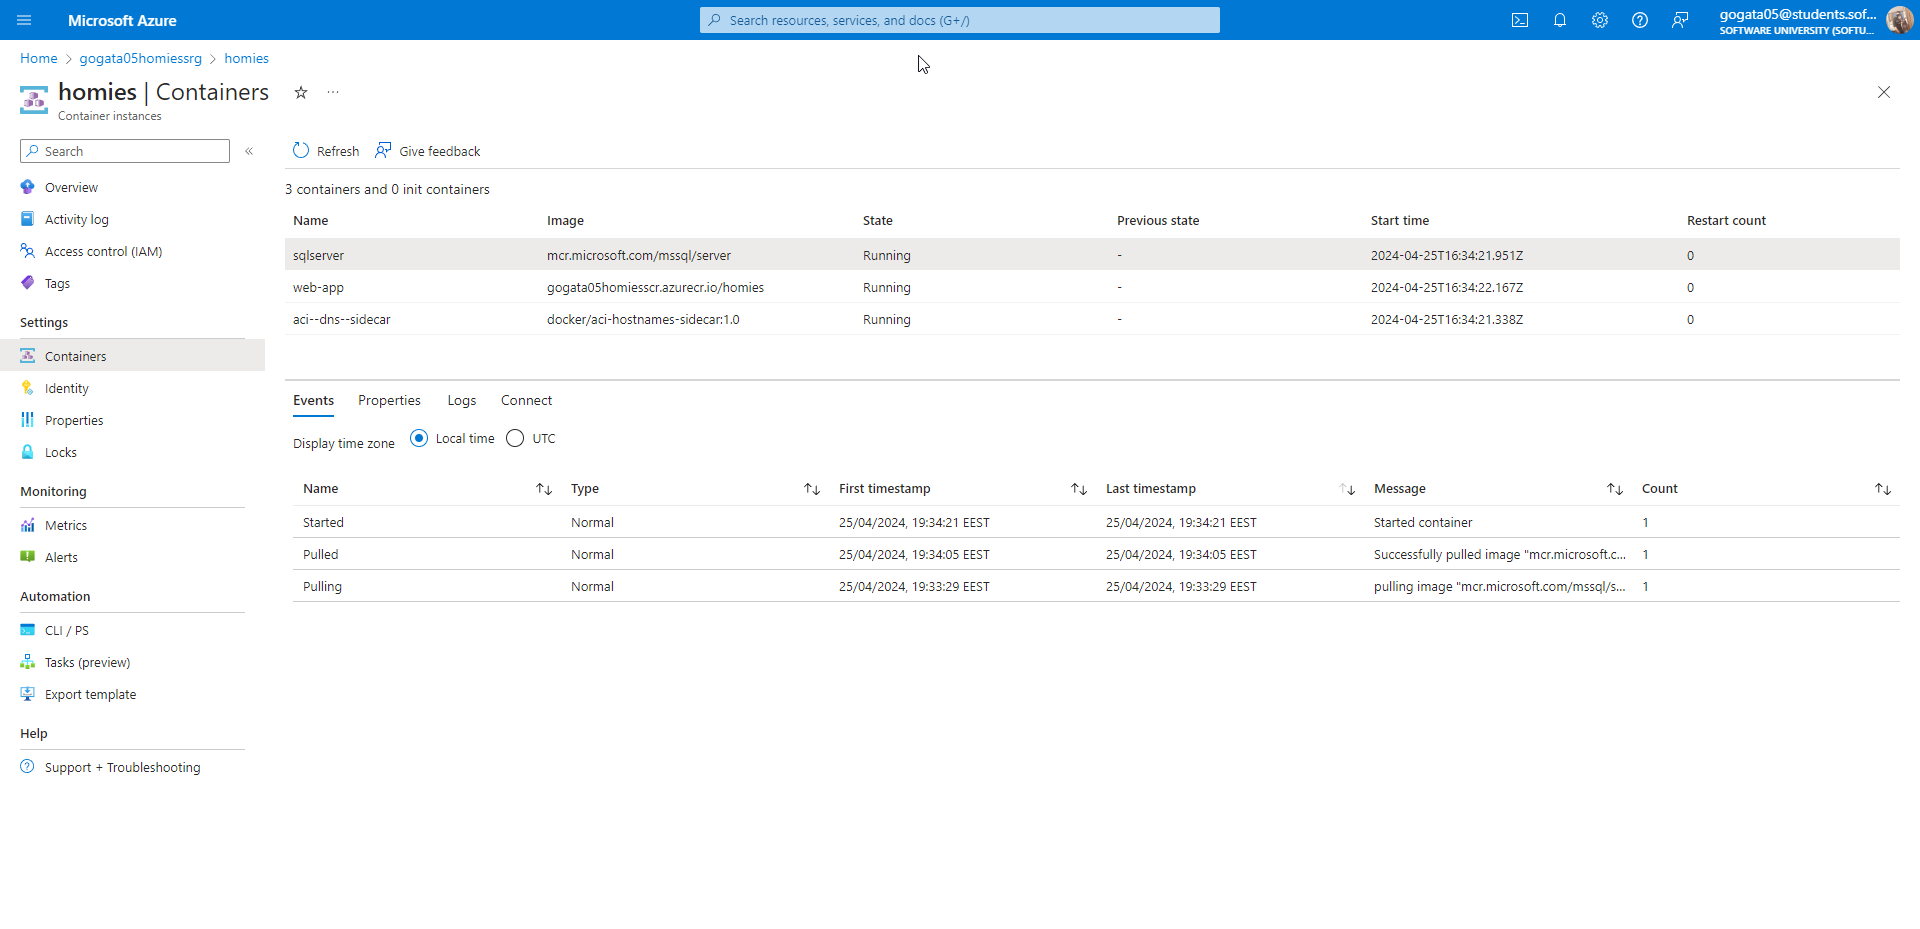 Microsoft Azure
Search resources, services, and docs (G+/)
gogata05@students.sof...
SOFTWARE UNIVERSITY (SOFTU...
Home > gogata05homiessrg > homies
homies | Containers
Container instances
Search
Overview
Activity log
Access control (IAM)
Tags
Settings
Containers
Identity
Properties
Locks
Monitoring
Metrics
Alerts
Automation
CLI / PS
Tasks (preview)
Export template
Help
Support + Troubleshooting
Refresh Give feedback
3 containers and 0 init containers
Name Image State Previous state Start time Restart count
sqlserver mcr.microsoft.com/mssql/server Running - 2024-04-25T16:34:21.951Z 0
web-app gogata05homiesscr.azurecr.io/homies Running - 2024-04-25T16:34:22.167Z 0
aci--dns--sidecar docker/aci-hostnames-sidecar:1.0 Running - 2024-04-25T16:34:21.338Z 0
Events Properties Logs Connect
Display time zone Local time UTC
Name Type First timestamp Last timestamp Message Count
Started Normal 25/04/2024, 19:34:21 EEST 25/04/2024, 19:34:21 EEST Started container 1
Pulled Normal 25/04/2024, 19:34:05 EEST 25/04/2024, 19:34:05 EEST Successfully pulled image "mcr.microsoft.c... 1
Pulling Normal 25/04/2024, 19:33:29 EEST 25/04/2024, 19:33:29 EEST pulling image "mcr.microsoft.com/mssql/s... 1